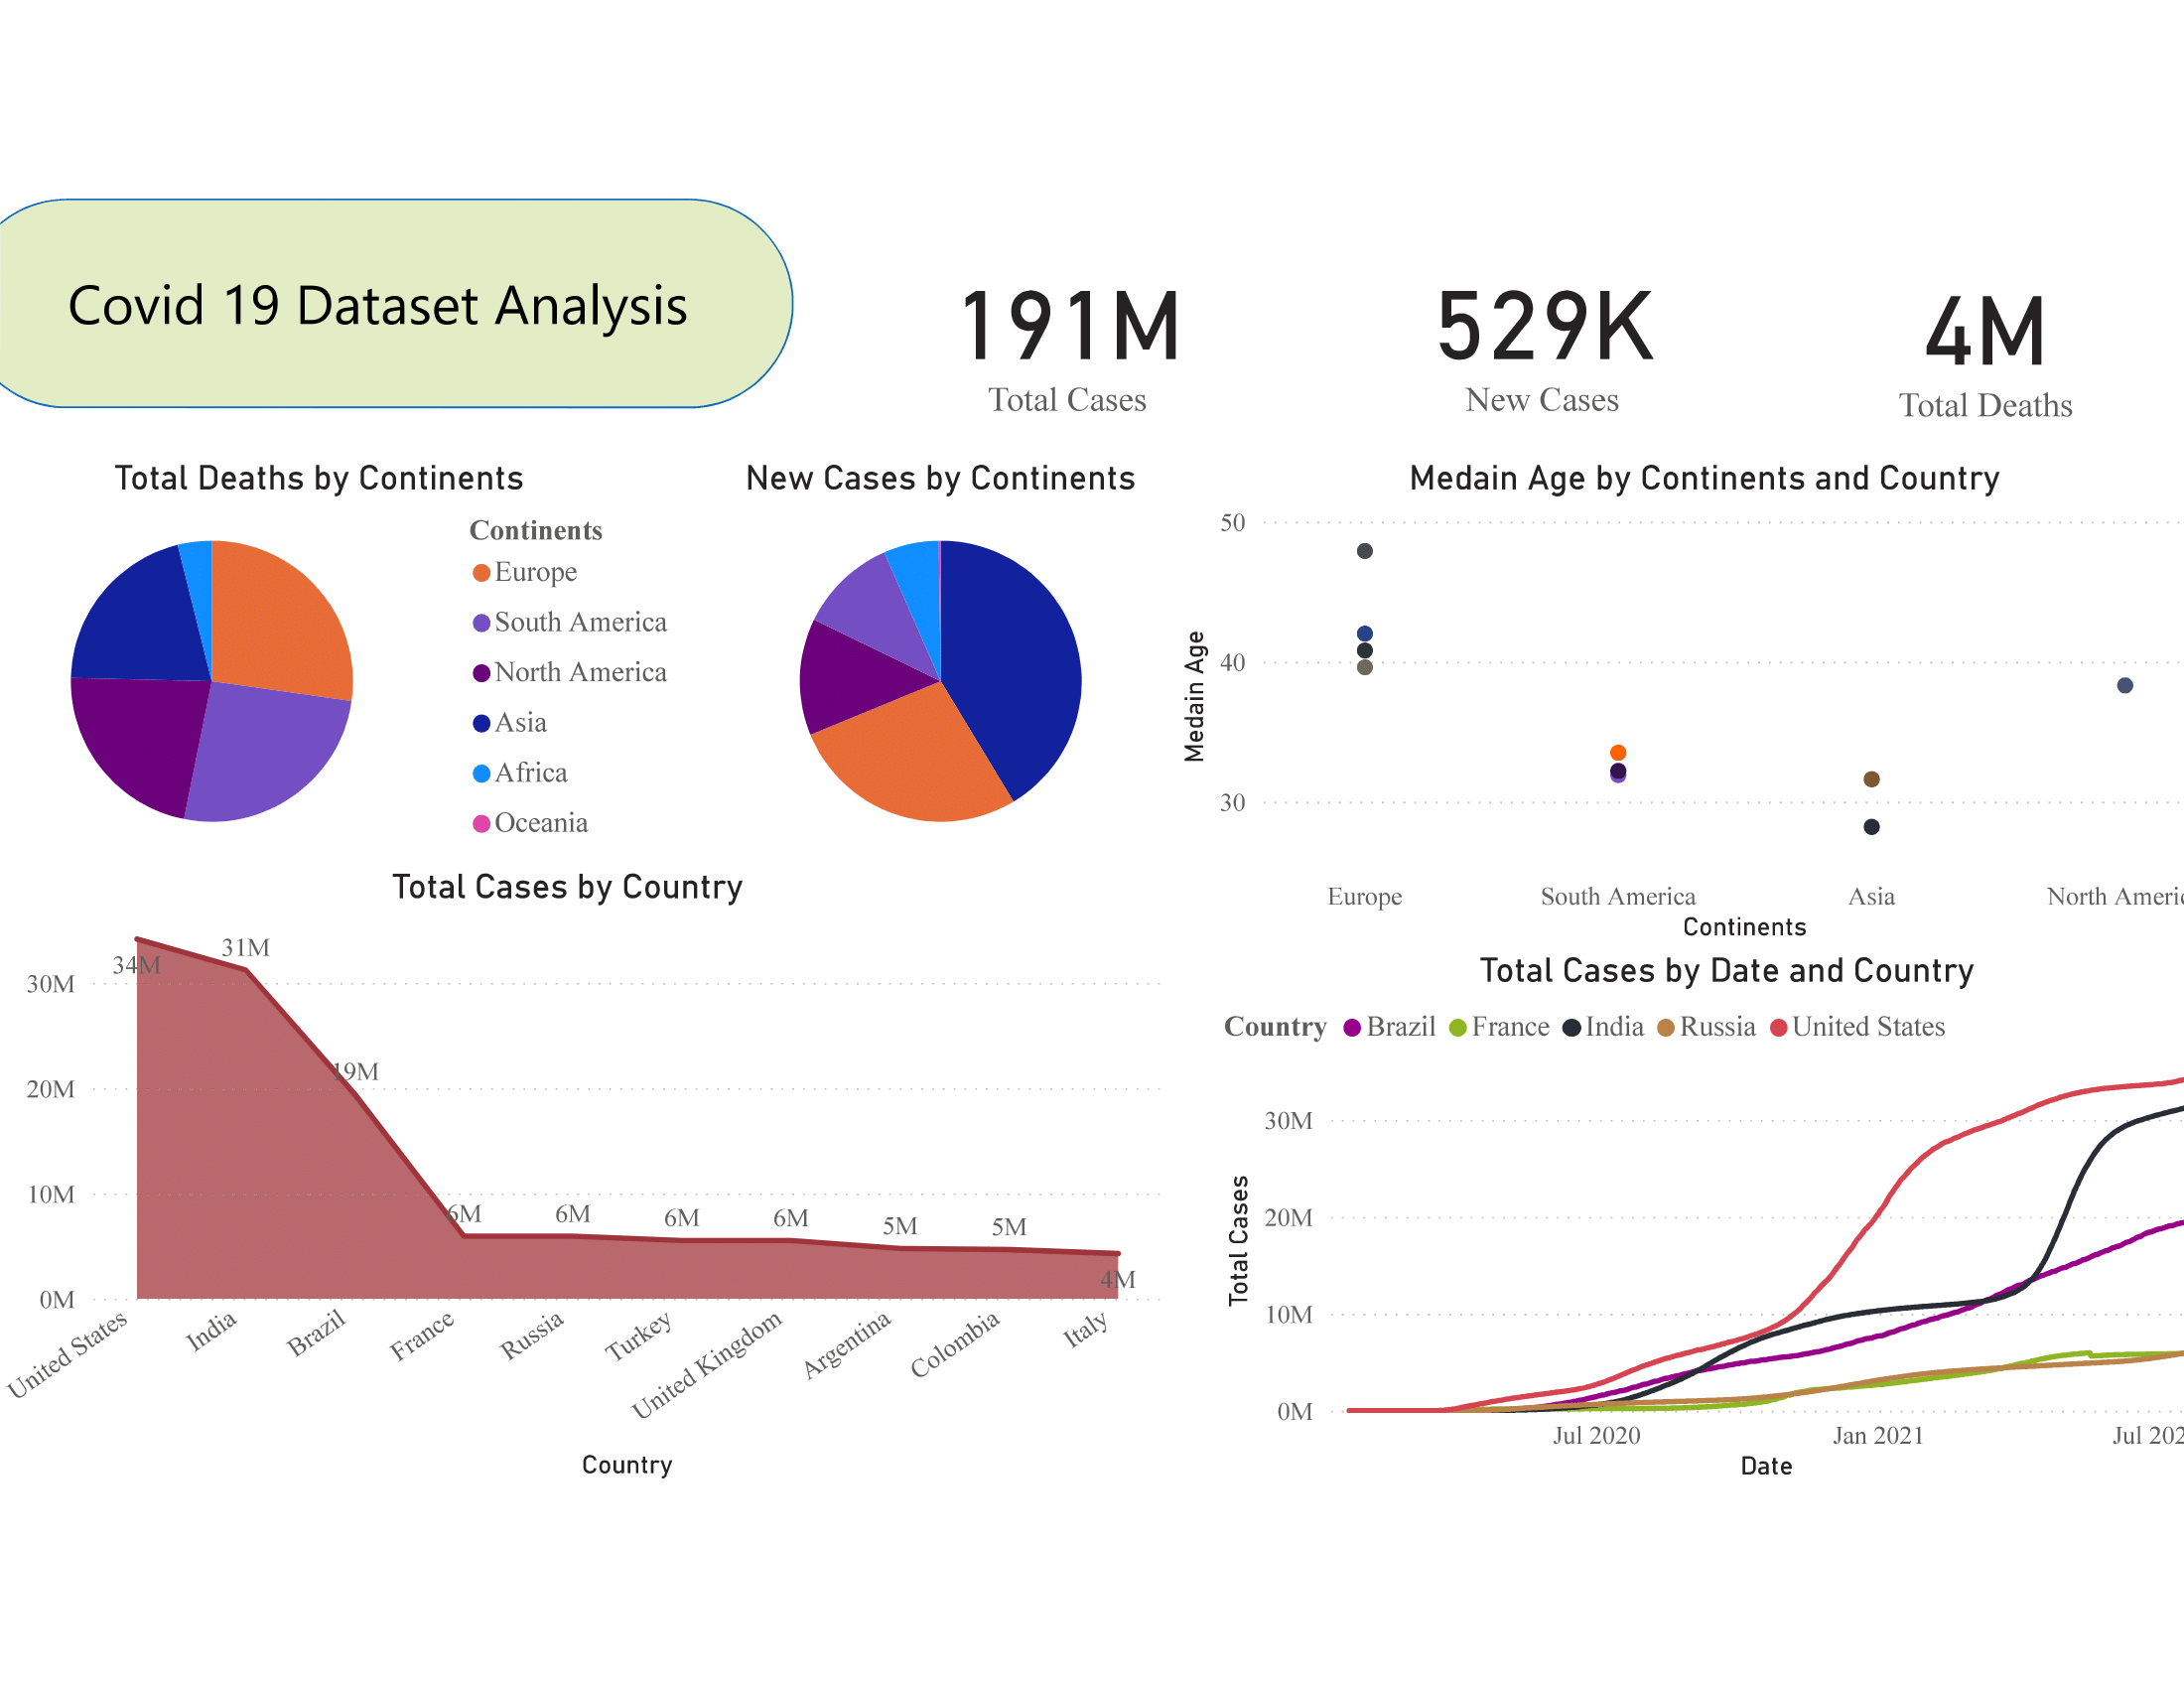 Covid 19 Dataset Analysis
191M
Total Cases
529K
New Cases
4M
Total Deaths
Total Deaths by Continents
Continents
Europe
South America
North America
Asia
Africa
Oceania
New Cases by Continents
Medain Age by Continents and Country
50
40
30
Medain Age
Europe
South America
Asia
North Americ
Continents
Total Cases by Country
34M
31M
19M
6M
6M
6M
6M
5M
5M
4M
30M
20M
10M
0M
United States
India
Brazil
France
Russia
Turkey
United Kingdom
Argentina
Colombia
Italy
Country
Total Cases by Date and Country
Country Brazil France India Russia United States
30M
20M
10M
0M
Total Cases
Jul 2020
Jan 2021
Jul 202
Date